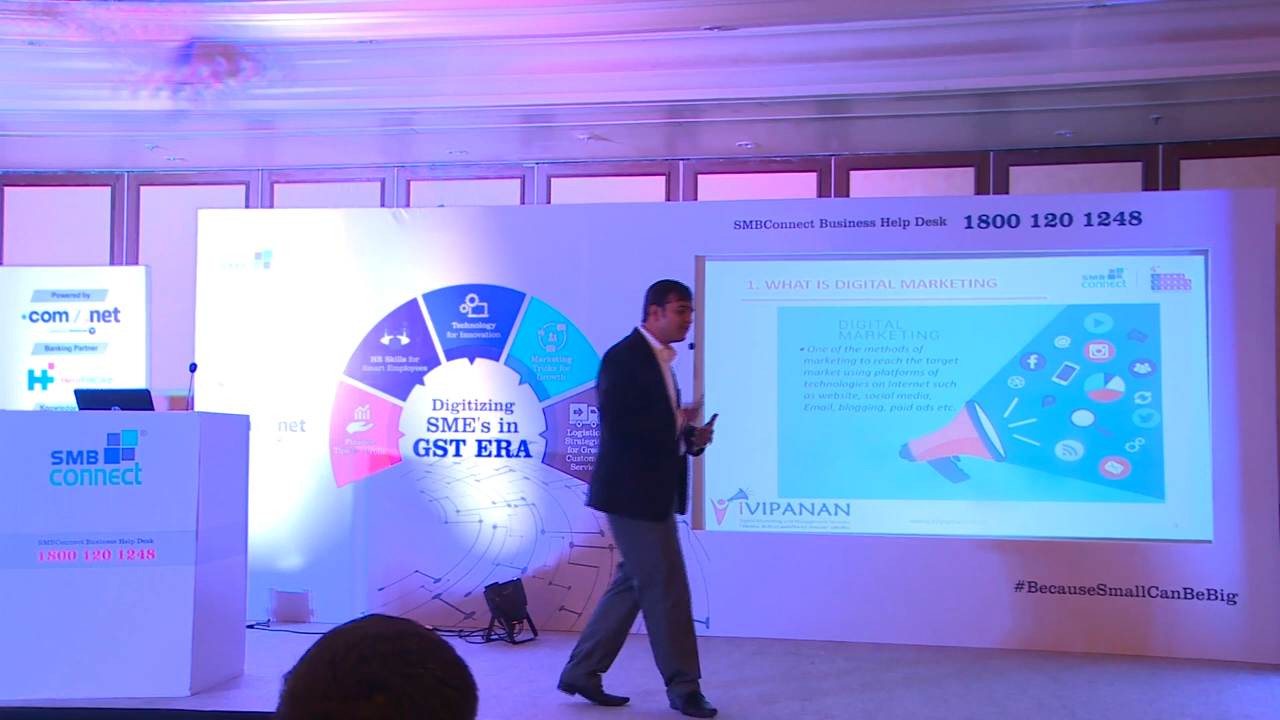 SMBConnect Business Help Desk 1800 120 1248
Powered by
.com / .net
Banking Partner
SMB
connect
SMBConnect Business Help Desk
1800 120 1248
net
HR Skills for
Smart Employees
Technology
for Innovation
Marketing
Tricks for
Growth
Digitizing
SME's in
GST ERA
1. WHAT IS DIGITAL MARKETING
SMB
connect
DIGITAL
MARKETING
• One of the methods of
marketing to reach the target
market using platforms of
technologies on Internet such
as website, social media,
Email, blogging, paid ads etc.
iVIPANAN
#BecauseSmallCanBeBig